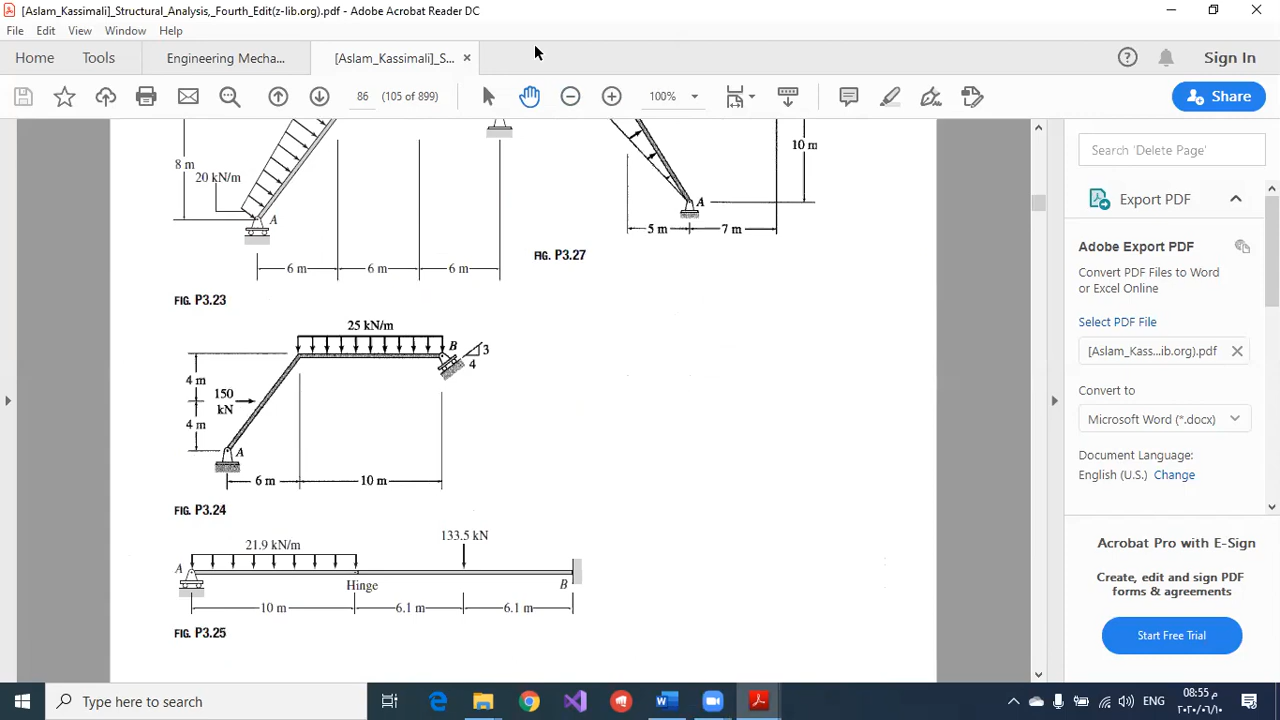 [Aslam_Kassimali]_Structural_Analysis,_Fourth_Edit(z-lib.org).pdf - Adobe Acrobat Reader DC
File Edit View Window Help
Home Tools Engineering Mecha... [Aslam_Kassimali]_S... × ? Sign In
86 (105 of 899) 100% Share
8 m
20 kN/m
A
6 m 6 m 6 m
FIG. P3.23
10 m
A
5 m 7 m
FIG. P3.27
25 kN/m
B
3
4
4 m
150
kN
4 m
A
6 m 10 m
FIG. P3.24
21.9 kN/m
133.5 kN
A
Hinge
B
10 m 6.1 m 6.1 m
FIG. P3.25
Search 'Delete Page'
Export PDF
Adobe Export PDF
Convert PDF Files to Word
or Excel Online
Select PDF File
[Aslam_Kass...ib.org).pdf
Convert to
Microsoft Word (*.docx)
Document Language:
English (U.S.) Change
Acrobat Pro with E-Sign
Create, edit and sign PDF
forms & agreements
Start Free Trial
Type here to search
ENG
08:55 م